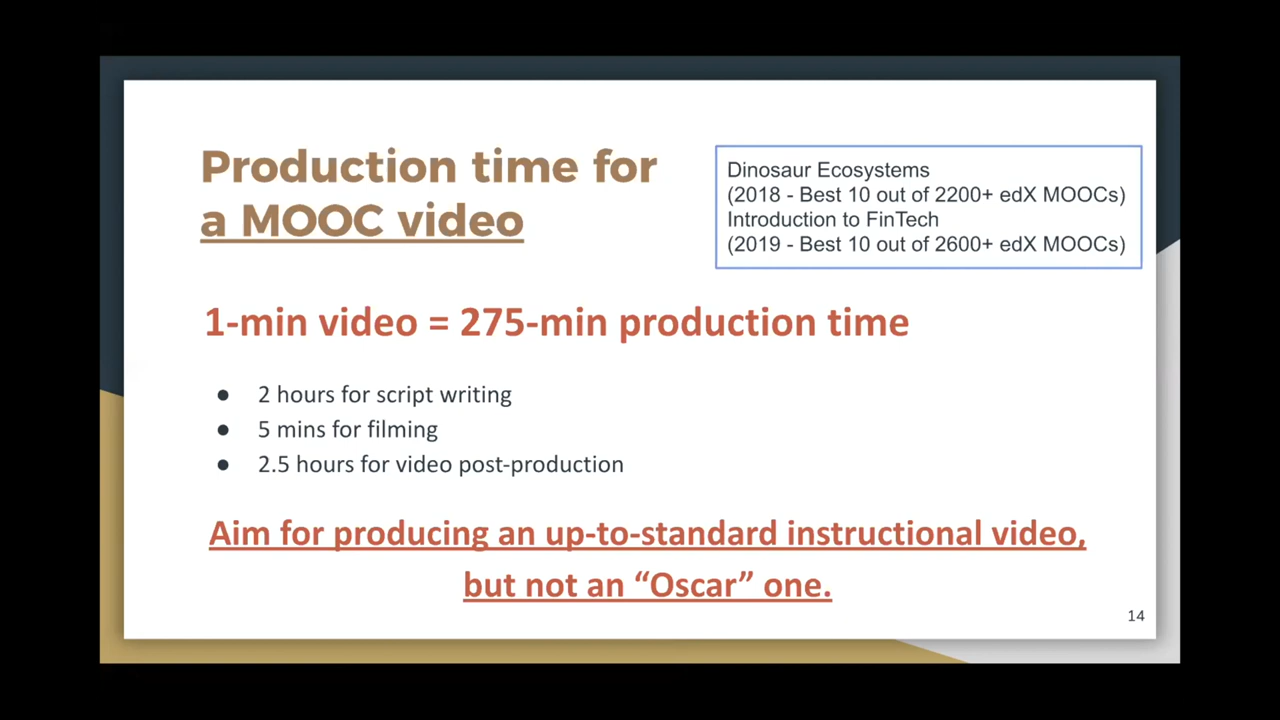 Production time for
a MOOC video
Dinosaur Ecosystems
(2018 - Best 10 out of 2200+ edX MOOCs)
Introduction to FinTech
(2019 - Best 10 out of 2600+ edX MOOCs)
1-min video = 275-min production time
● 2 hours for script writing
● 5 mins for filming
● 2.5 hours for video post-production
Aim for producing an up-to-standard instructional video,
but not an “Oscar” one.
14